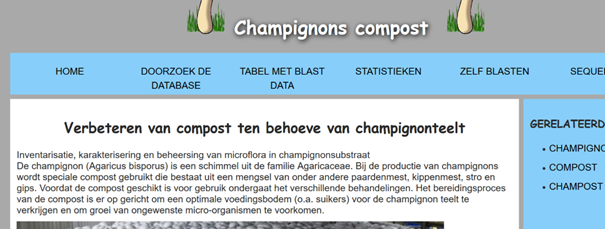 Champignons compost
HOME
DOORZOEK DE
DATABASE
TABEL MET BLAST
DATA
STATISTIEKEN
ZELF BLASTEN
SEQUE
Verbeteren van compost ten behoeve van champignonteelt
Inventarisatie, karakterisering en beheersing van microflora in champignonsubstraat
De champignon (Agaricus bisporus) is een schimmel uit de familie Agaricaceae. Bij de productie van champignons
wordt speciale compost gebruikt die bestaat uit een mengsel van onder andere paardenmest, kippenmest, stro en
gips. Voordat de compost geschikt is voor gebruik ondergaat het verschillende behandelingen. Het bereidingsproces
van de compost is er op gericht om een optimale voedingsbodem (o.a. suikers) voor de champignon teelt te
verkrijgen en om groei van ongewenste micro-organismen te voorkomen.
GERELATEERD
• CHAMPIGNO
• COMPOST
• CHAMPOST